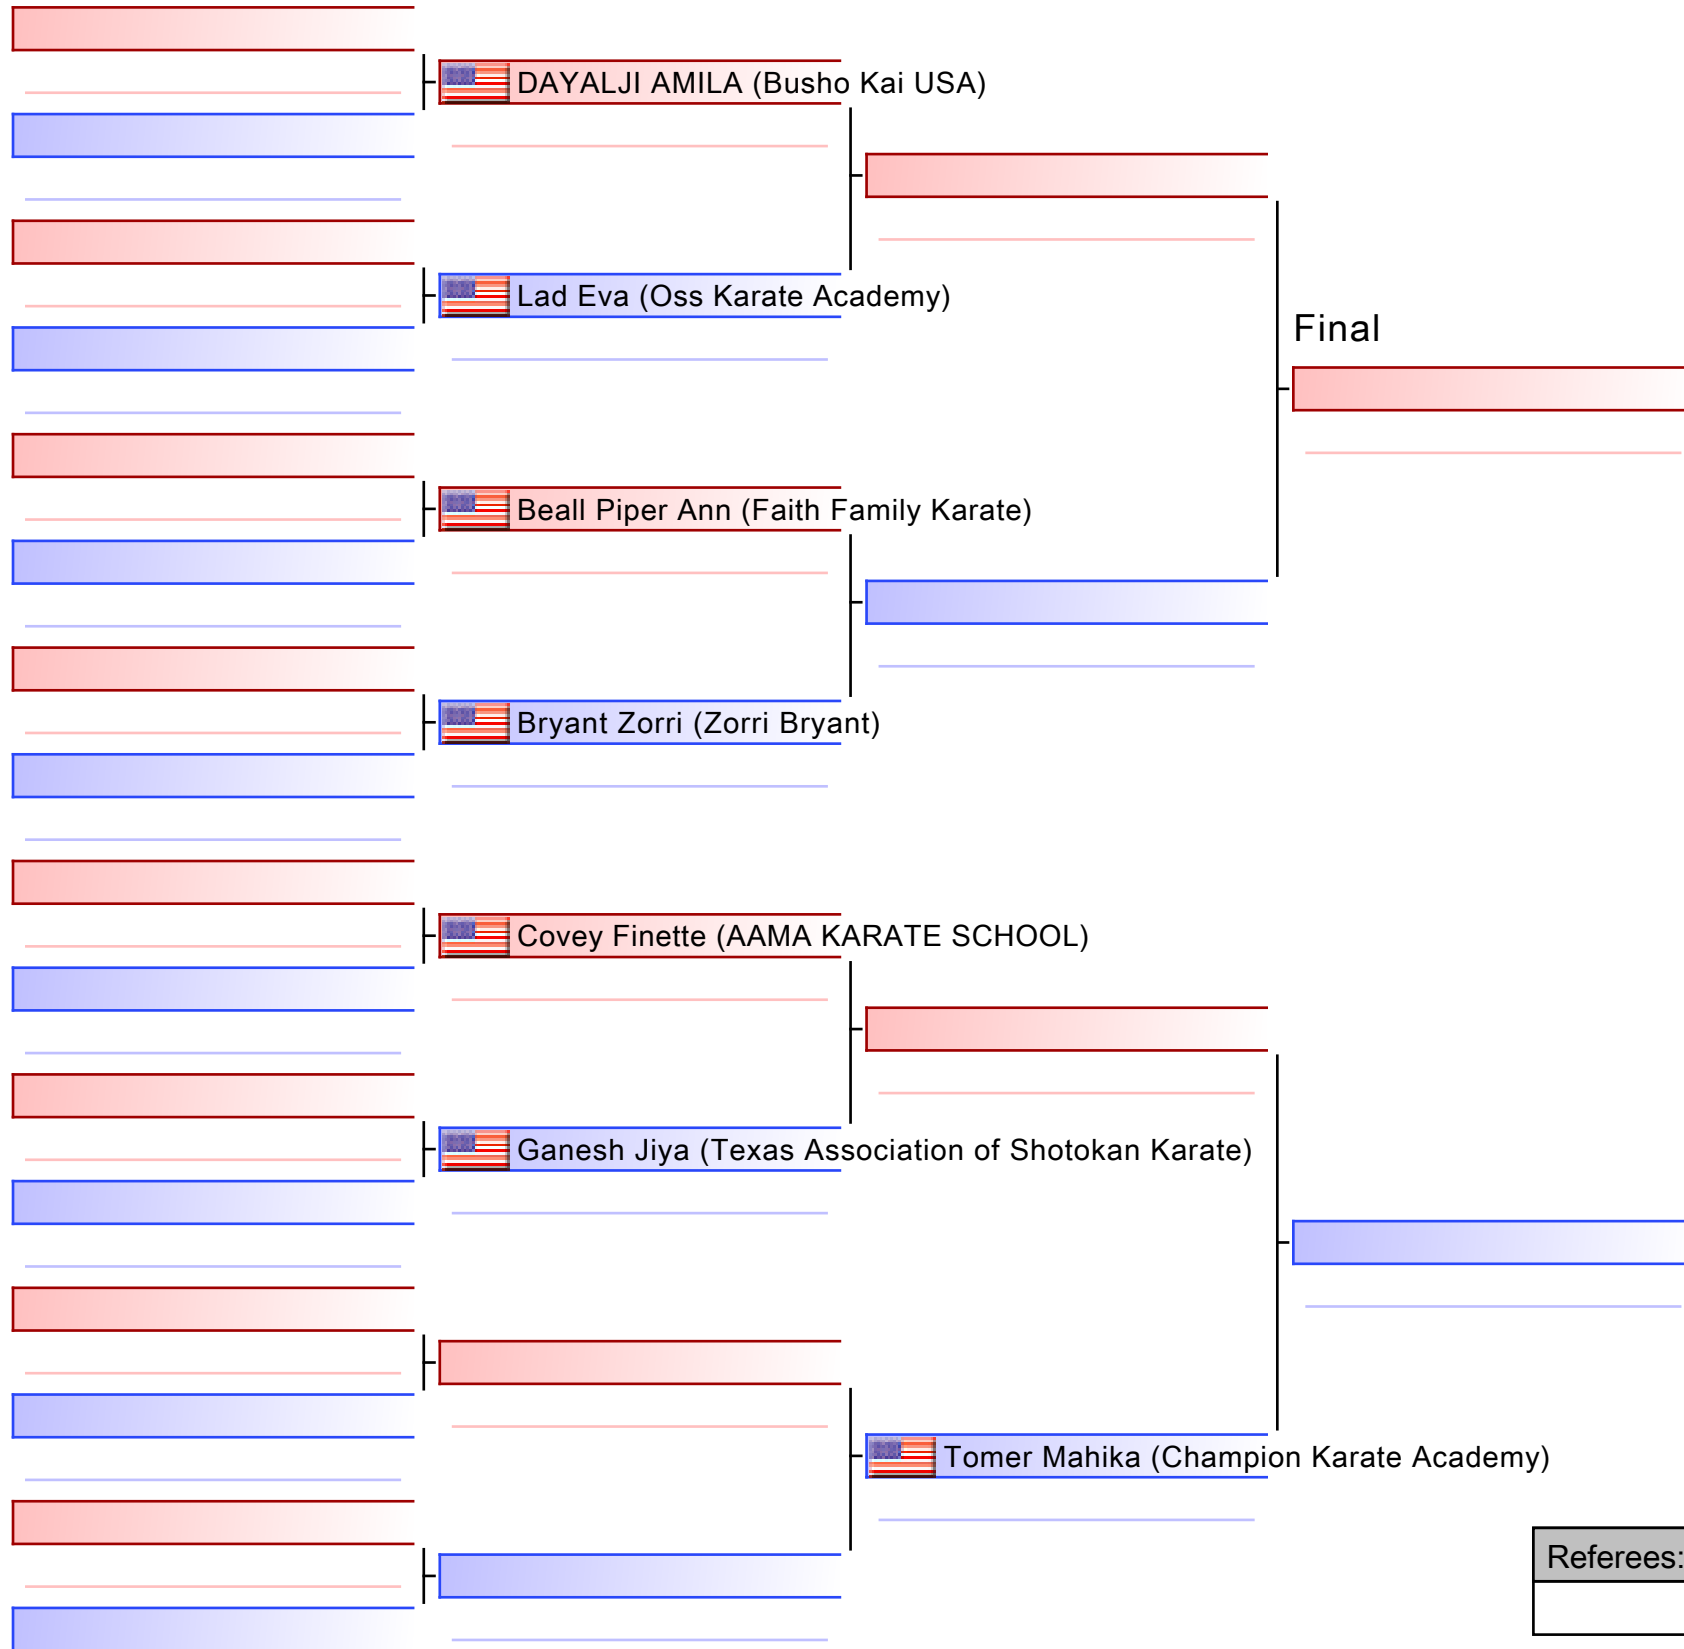 DAYALJI AMILA (Busho Kai USA)
Lad Eva (Oss Karate Academy)
Final
Beall Piper Ann (Faith Family Karate)
Bryant Zorri (Zorri Bryant)
Covey Finette (AAMA KARATE SCHOOL)
Ganesh Jiya (Texas Association of Shotokan Karate)
Tomer Mahika (Champion Karate Academy)
Referees: